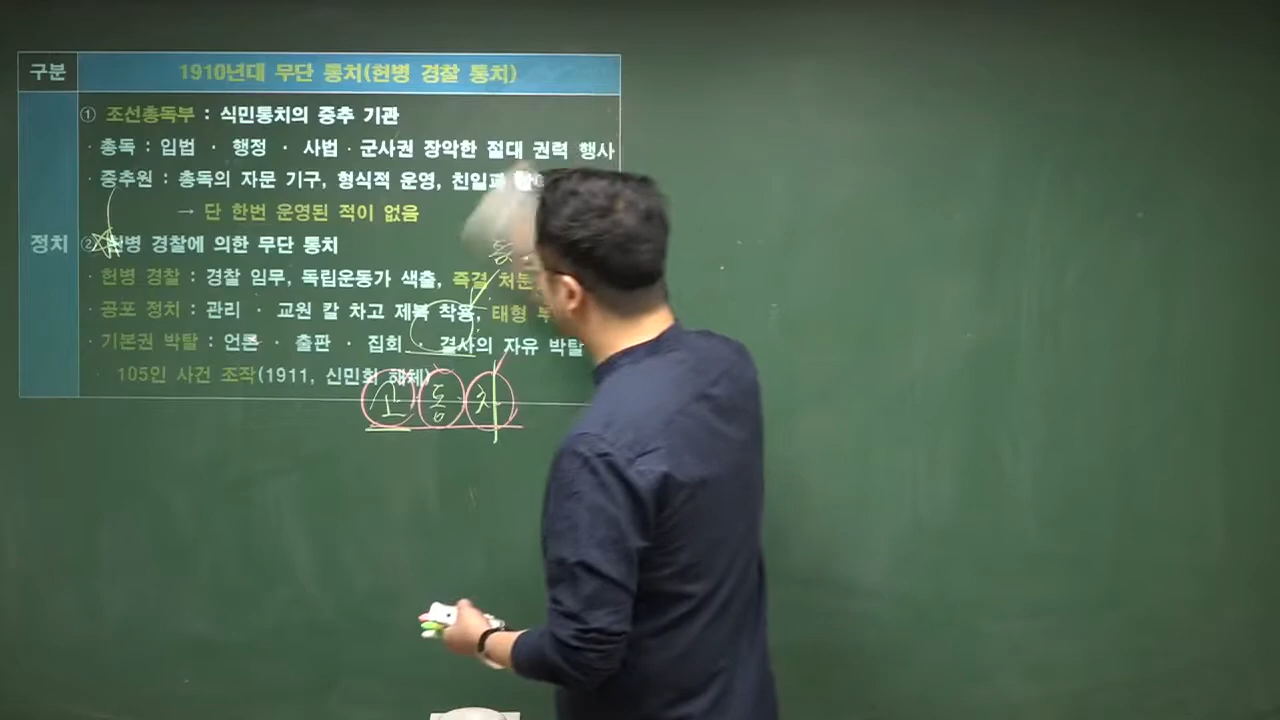 구분 1910년대 무단 통치(헌병 경찰 통치)
정치
① 조선총독부 : 식민통치의 중추 기관
· 총독 : 입법 · 행정 · 사법 · 군사권 장악한 절대 권력 행사
· 중추원 : 총독의 자문 기구, 형식적 운영, 친일파
→ 단 한번 운영된 적이 없음
② 헌병 경찰에 의한 무단 통치
· 헌병 경찰 : 경찰 임무, 독립운동가 색출, 즉결 처분
· 공포 정치 : 관리 · 교원 칼 차고 제복 착용, 태형
· 기본권 박탈 : 언론 · 출판 · 집회 · 결사의 자유 박탈
· 105인 사건 조작(1911, 신민회 해체)